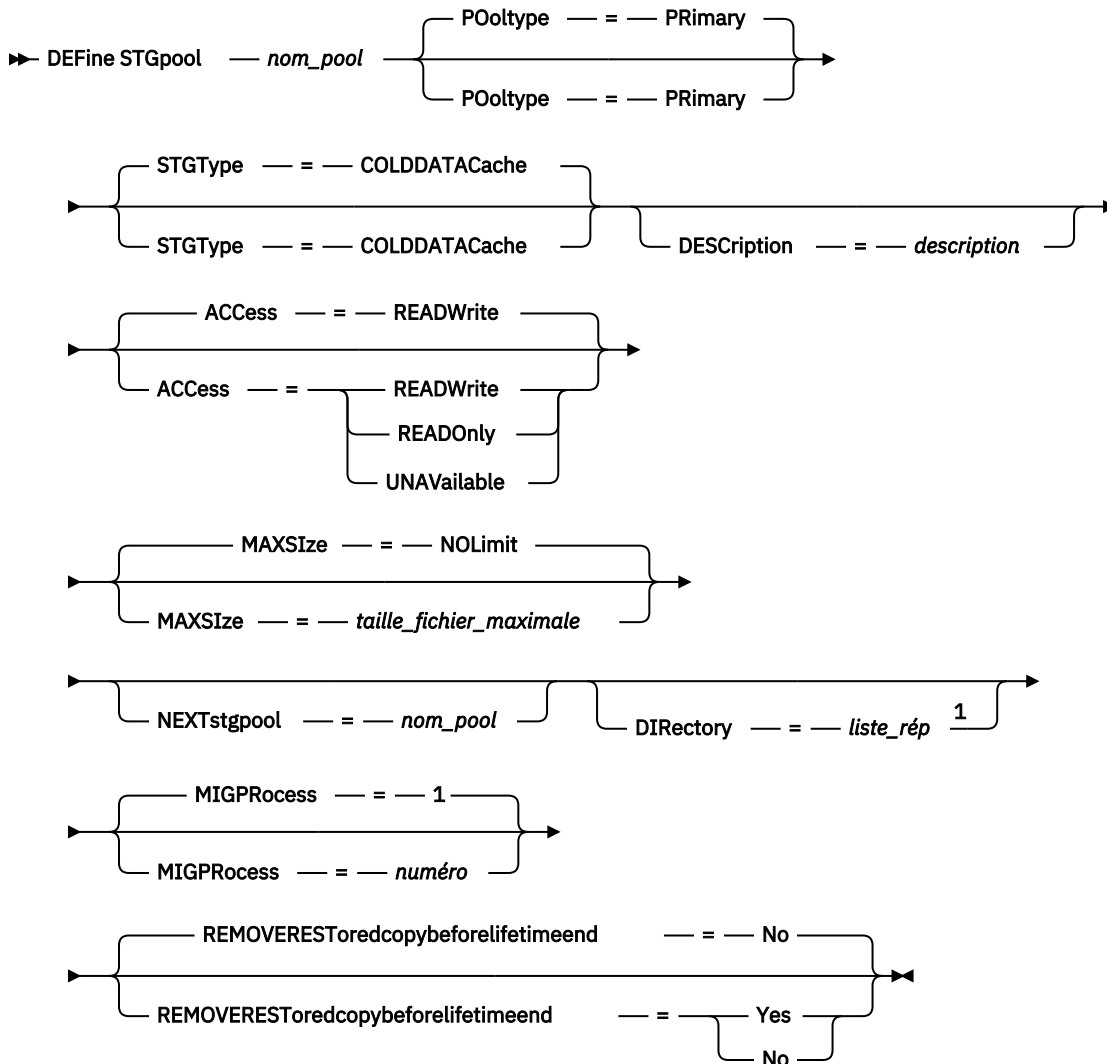 POoltype = PRimary
DEFine STGpool nom_pool
POoltype = PRimary
STGType = COLDDATACache
STGType = COLDDATACache
DESCription = description
ACCess = READWrite
ACCess = READWrite
READOnly
UNAVailable
MAXSIze = NOLimit
MAXSIze = taille_fichier_maximale
NEXTstgpool = nom_pool
DIRectory = liste_rép 1
MIGPRocess = 1
MIGPRocess = numéro
REMOVERESToredcopybeforelifetimeend = No
REMOVERESToredcopybeforelifetimeend = Yes
No